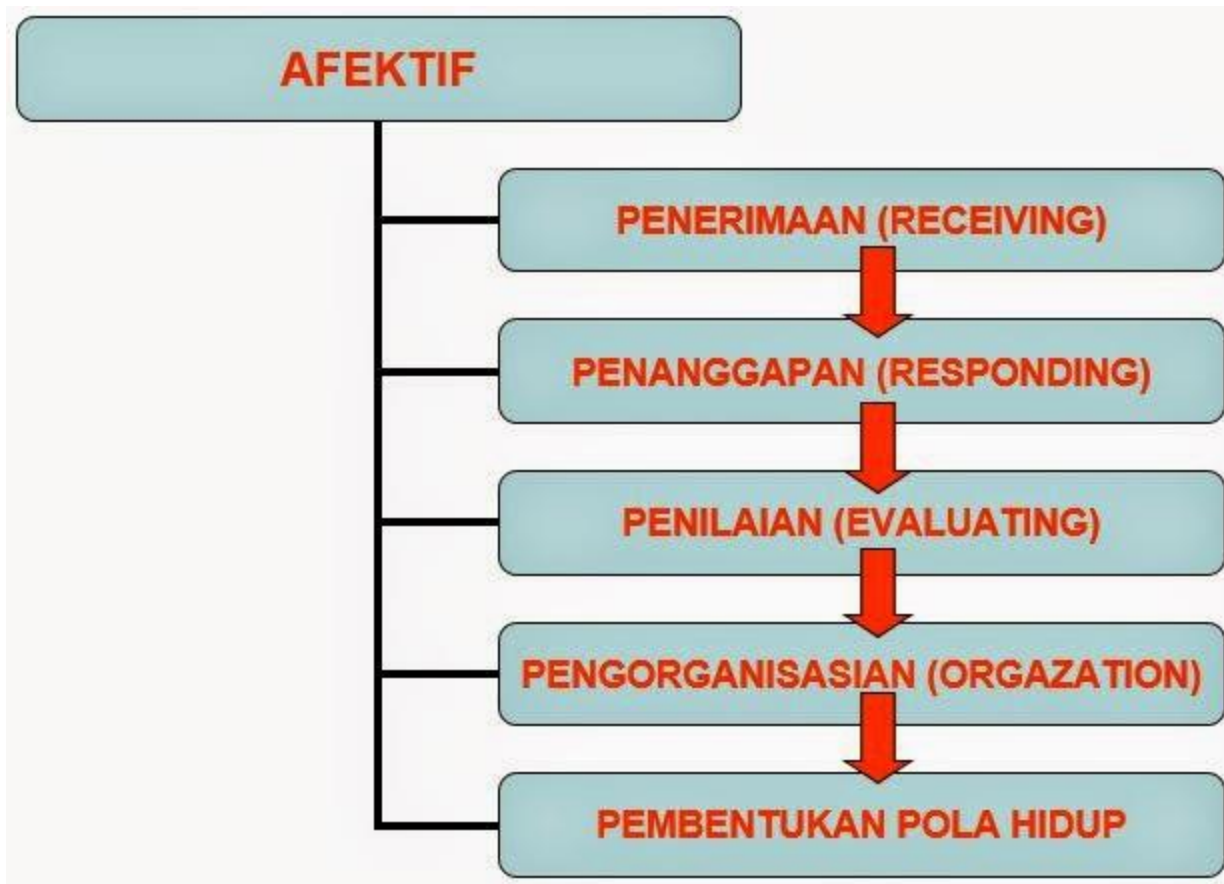 AFEKTIF
PENERIMAAN (RECEIVING)
PENANGGAPAN (RESPONDING)
PENILAIAN (EVALUATING)
PENGORGANISASIAN (ORGAZATION)
PEMBENTUKAN POLA HIDUP